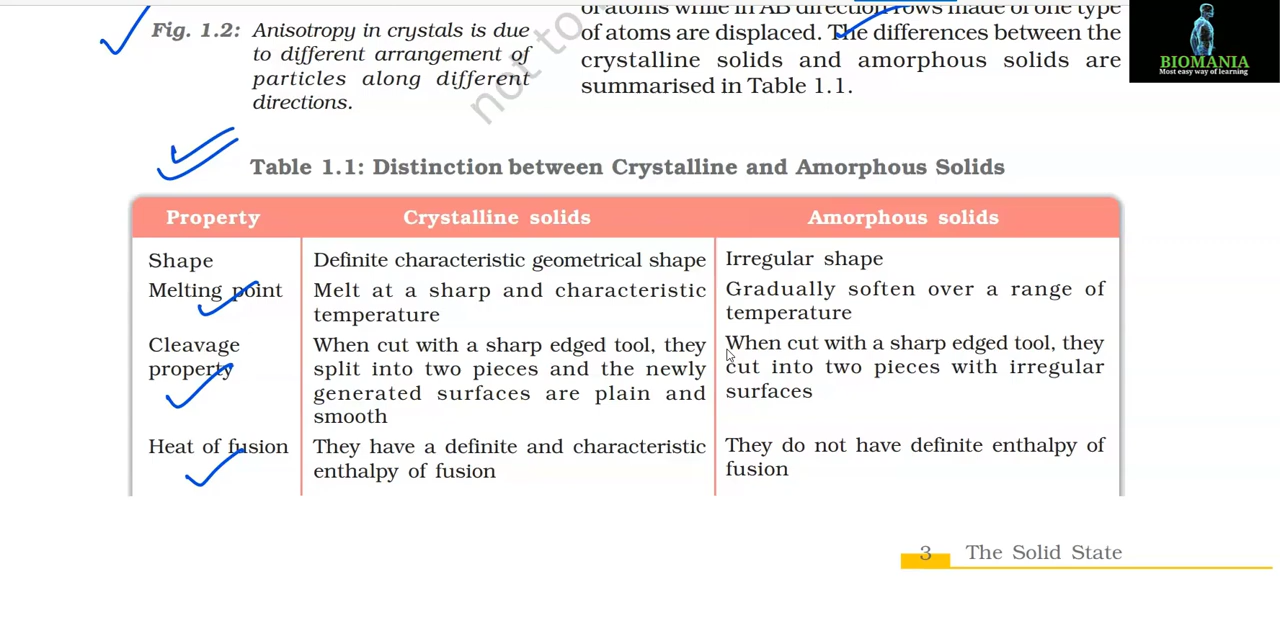 of atoms while in AB direction rows made of one type
of atoms are displaced. The differences between the
crystalline solids and amorphous solids are
summarised in Table 1.1.
Fig. 1.2: Anisotropy in crystals is due
to different arrangement of
particles along different
directions.
not to
BIOMANIA
Most easy way of learning
Table 1.1: Distinction between Crystalline and Amorphous Solids
Property Crystalline solids Amorphous solids
Shape Definite characteristic geometrical shape Irregular shape
Melting point Melt at a sharp and characteristic Gradually soften over a range of
temperature temperature
Cleavage When cut with a sharp edged tool, they When cut with a sharp edged tool, they
property split into two pieces and the newly cut into two pieces with irregular
generated surfaces are plain and surfaces
smooth
Heat of fusion They have a definite and characteristic They do not have definite enthalpy of
enthalpy of fusion fusion
3 The Solid State